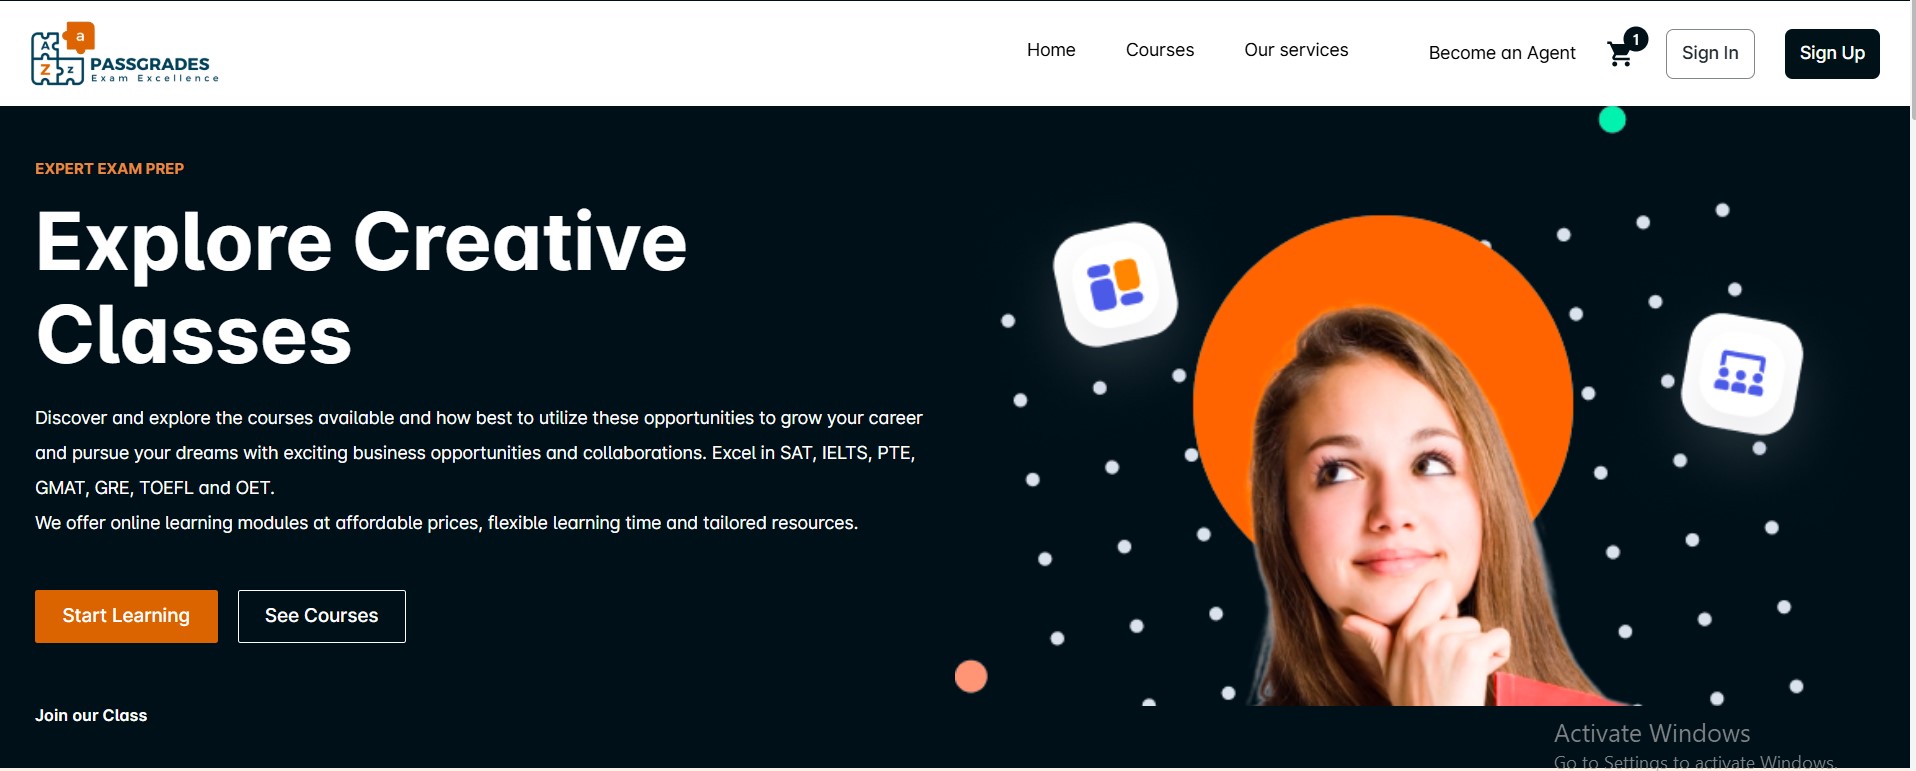 A
a
Z
z
PASSGRADES
Exam Excellence
Home
Courses
Our services
Become an Agent
1
Sign In
Sign Up
EXPERT EXAM PREP
Explore Creative
Classes
Discover and explore the courses available and how best to utilize these opportunities to grow your career
and pursue your dreams with exciting business opportunities and collaborations. Excel in SAT, IELTS, PTE,
GMAT, GRE, TOEFL and OET.
We offer online learning modules at affordable prices, flexible learning time and tailored resources.
Start Learning
See Courses
Join our Class
Activate Windows
Go to Settings to activate Windows.